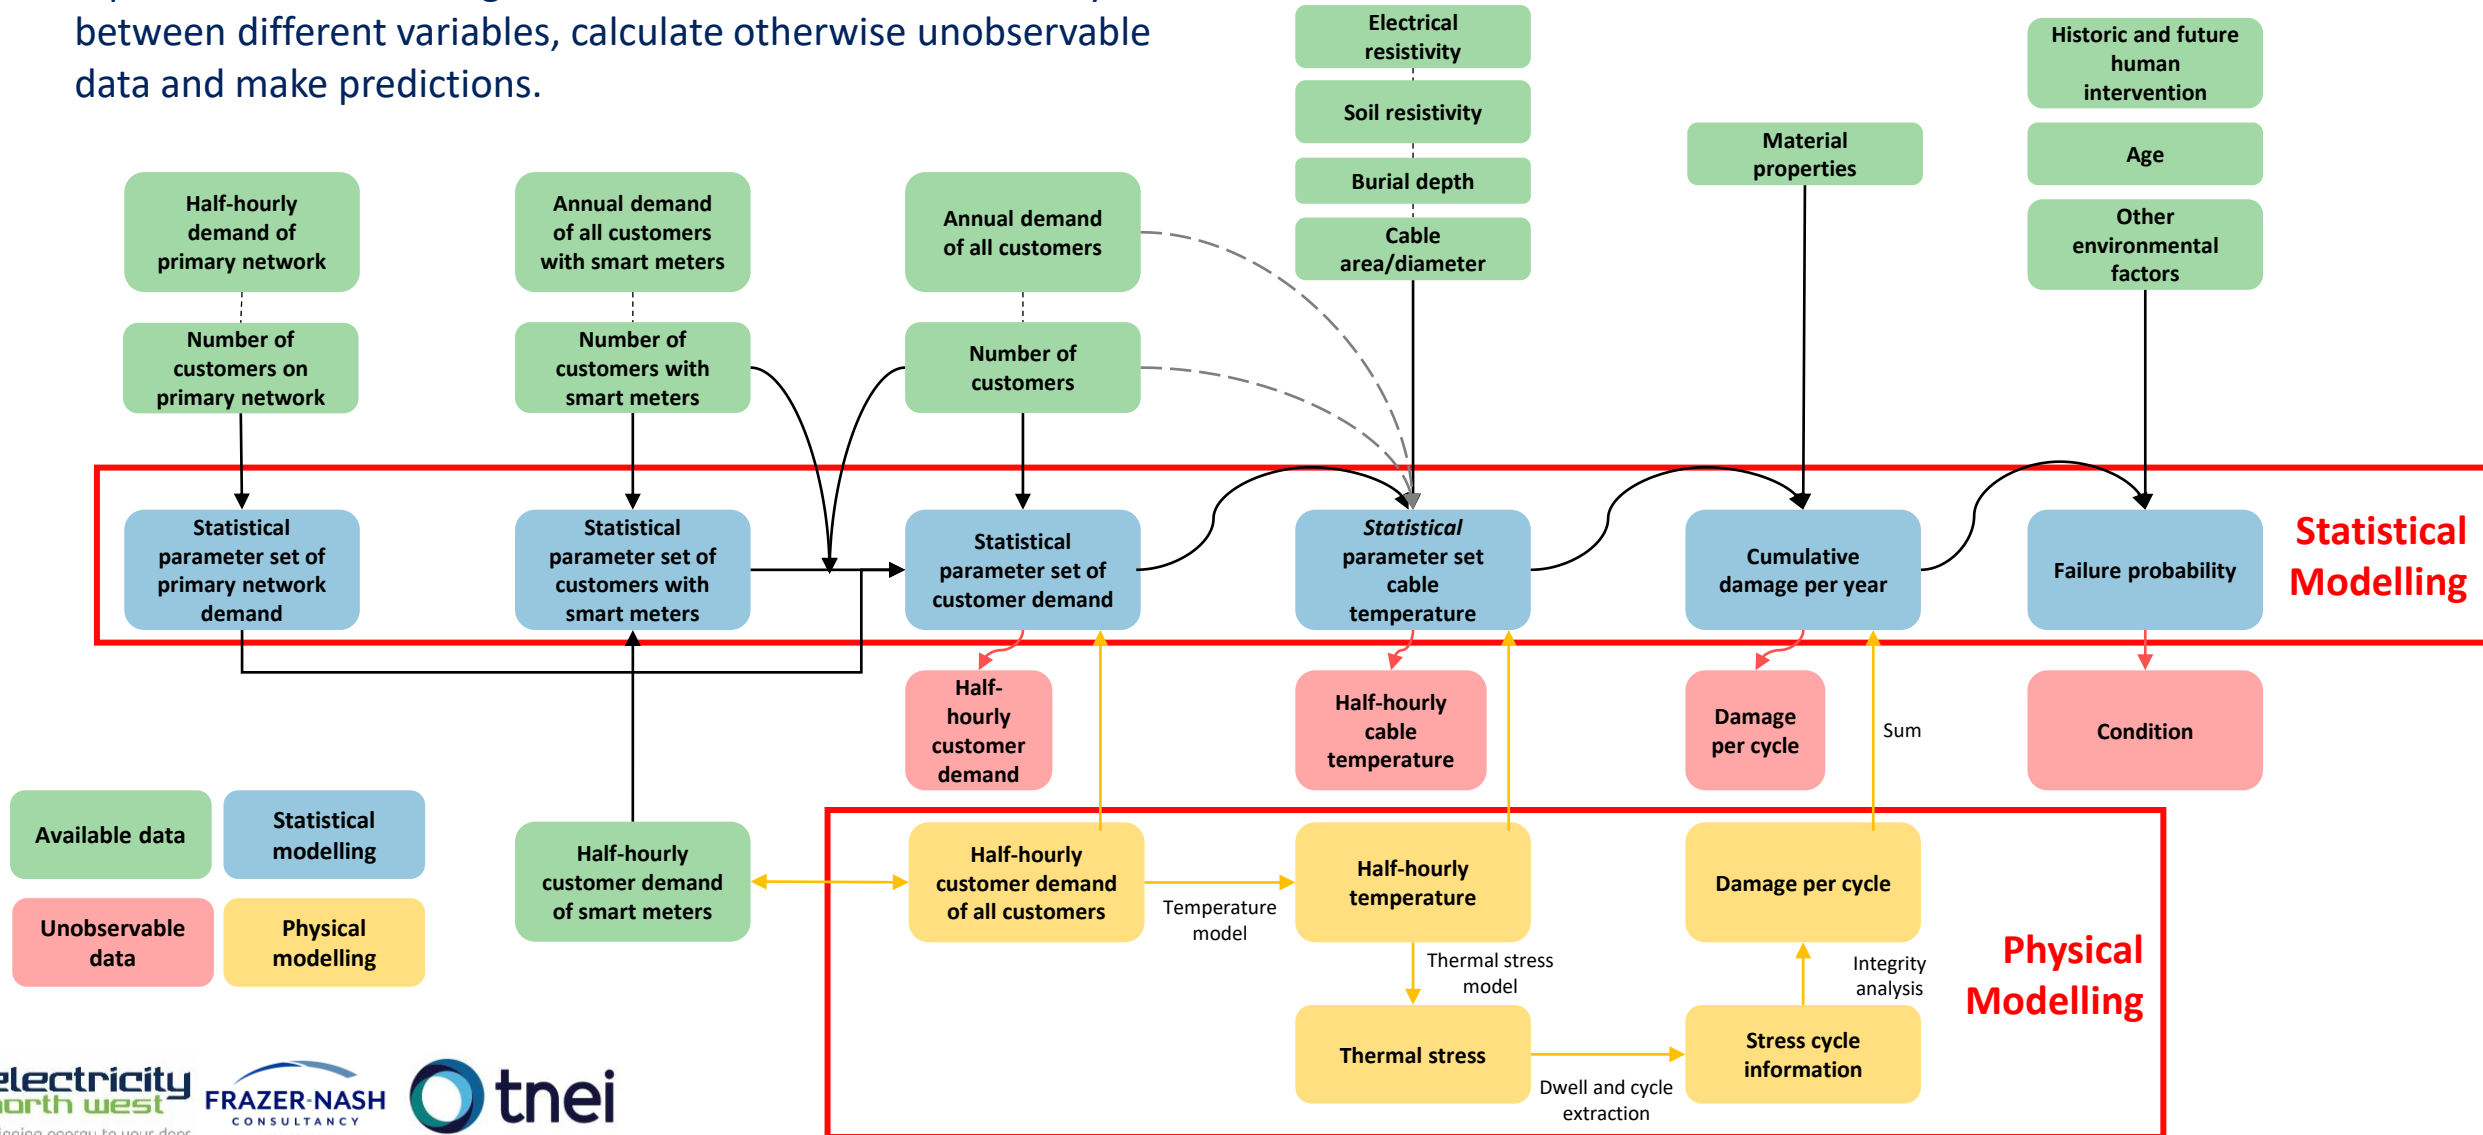 between different variables, calculate otherwise unobservable
data and make predictions.
Electrical
resistivity
Soil resistivity
Burial depth
Cable
area/diameter
Historic and future
human
intervention
Age
Other
environmental
factors
Material
properties
Half-hourly
demand of
primary network
Annual demand
of all customers
with smart meters
Annual demand
of all customers
Number of
customers on
primary network
Number of
customers with
smart meters
Number of
customers
Statistical
parameter set of
primary network
demand
Statistical
parameter set of
customers with
smart meters
Statistical
parameter set of
customer demand
Statistical
parameter set
cable
temperature
Cumulative
damage per year
Failure probability
Statistical
Modelling
Half-
hourly
customer
demand
Half-hourly
cable
temperature
Damage
per cycle
Sum
Condition
Available data
Statistical
modelling
Unobservable
data
Physical
modelling
Half-hourly
customer demand
of smart meters
Half-hourly
customer demand
of all customers
Temperature
model
Half-hourly
temperature
Damage per cycle
Thermal stress
model
Integrity
analysis
Physical
Modelling
Thermal stress
Dwell and cycle
extraction
Stress cycle
information
electricity
north west
energy to your door
FRAZER-NASH
CONSULTANCY
tnei